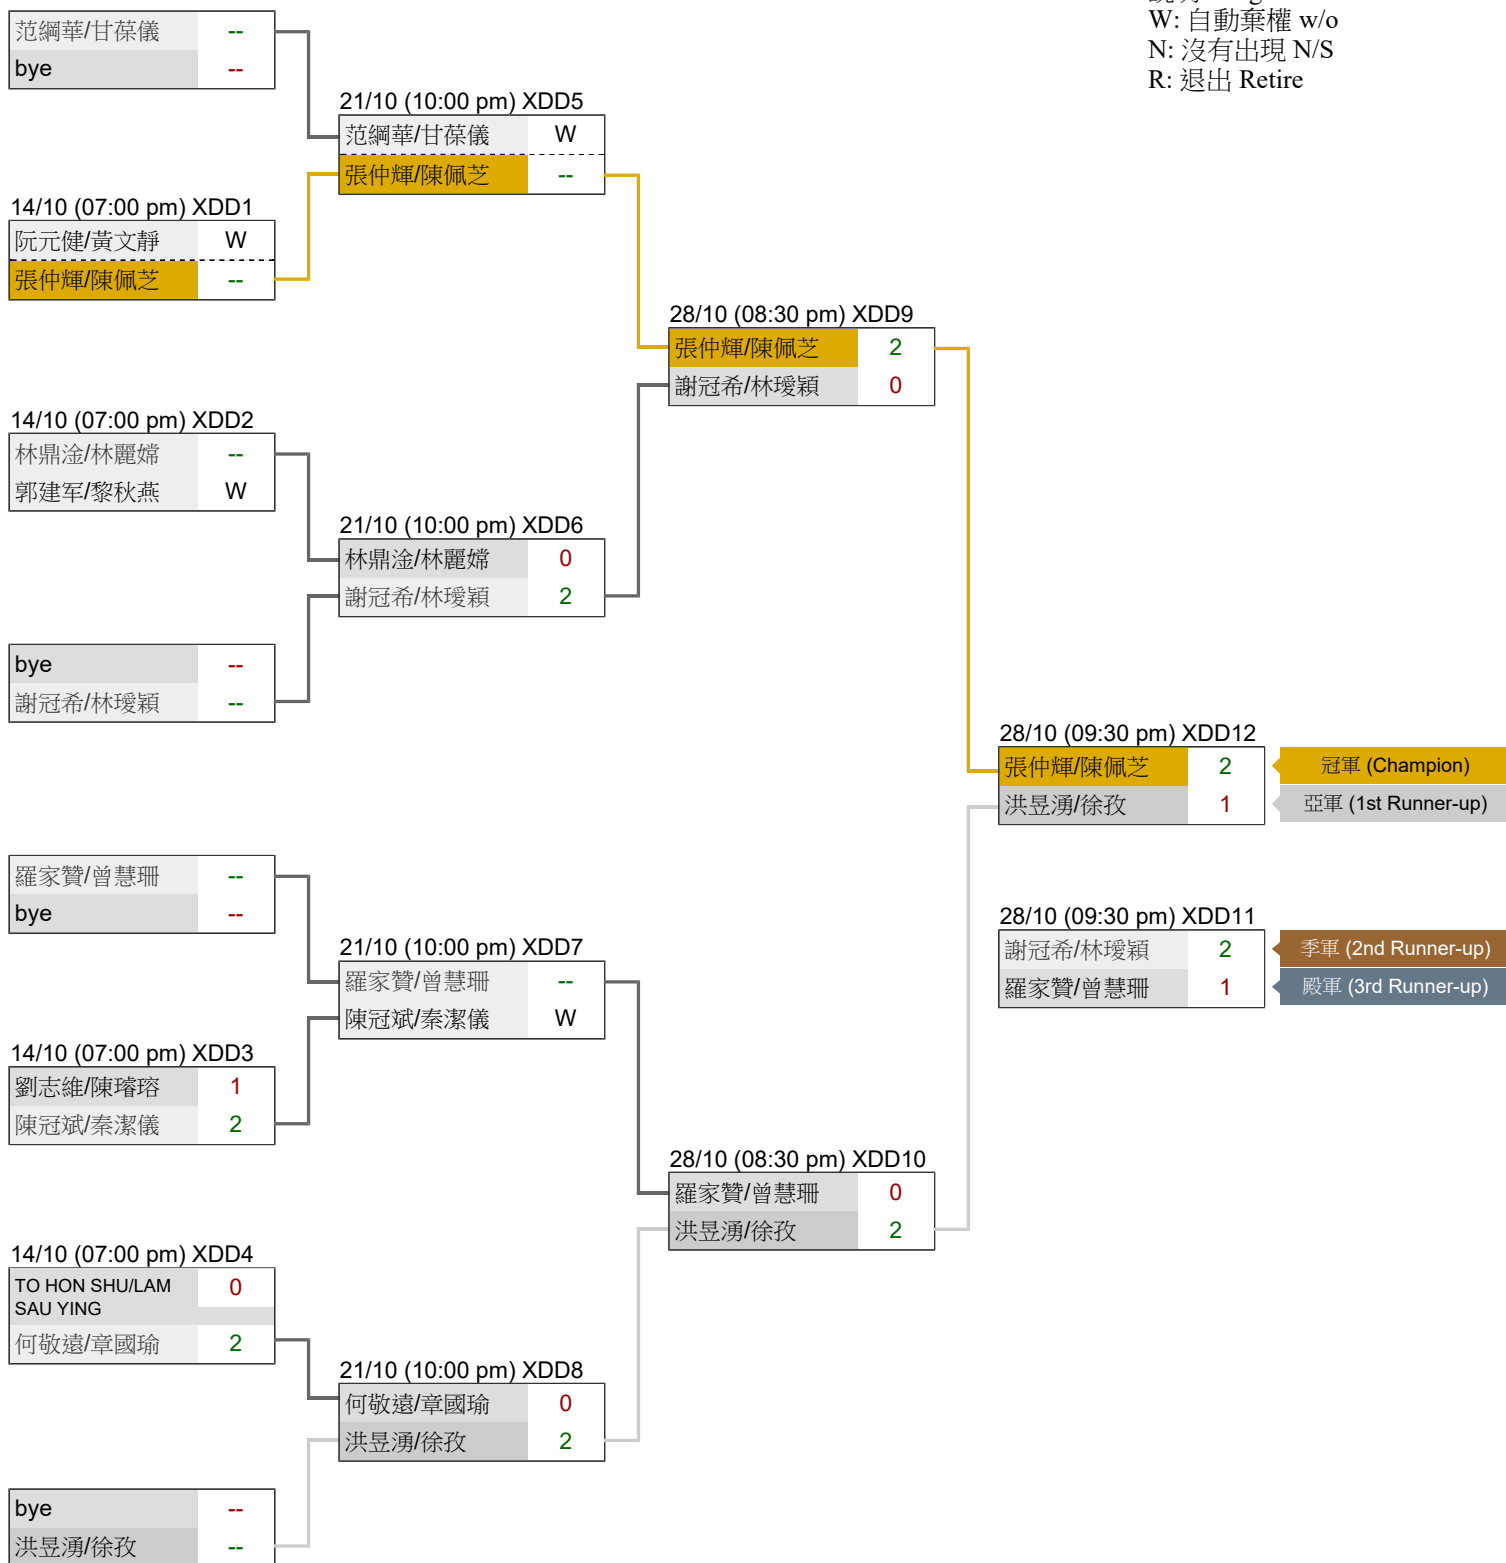 W: 自動棄權 w/o
N: 沒有出現 N/S
R: 退出 Retire
范綱華/甘葆儀 --
bye --
21/10 (10:00 pm) XDD5
范綱華/甘葆儀 W
張仲輝/陳佩芝 --
14/10 (07:00 pm) XDD1
阮元健/黃文靜 W
張仲輝/陳佩芝 --
28/10 (08:30 pm) XDD9
張仲輝/陳佩芝 2
謝冠希/林璦穎 0
14/10 (07:00 pm) XDD2
林鼎淦/林麗嫦 --
郭建军/黎秋燕 W
21/10 (10:00 pm) XDD6
林鼎淦/林麗嫦 0
謝冠希/林璦穎 2
bye --
謝冠希/林璦穎 --
28/10 (09:30 pm) XDD12
張仲輝/陳佩芝 2 冠軍 (Champion)
洪昱湧/徐孜 1 亞軍 (1st Runner-up)
羅家贊/曾慧珊 --
bye --
28/10 (09:30 pm) XDD11
謝冠希/林璦穎 2 季軍 (2nd Runner-up)
羅家贊/曾慧珊 1 殿軍 (3rd Runner-up)
21/10 (10:00 pm) XDD7
羅家贊/曾慧珊 --
陳冠斌/秦潔儀 W
14/10 (07:00 pm) XDD3
劉志維/陳璿瑢 1
陳冠斌/秦潔儀 2
28/10 (08:30 pm) XDD10
羅家贊/曾慧珊 0
洪昱湧/徐孜 2
14/10 (07:00 pm) XDD4
TO HON SHU/LAM 0
SAU YING
何敬遠/章國瑜 2
21/10 (10:00 pm) XDD8
何敬遠/章國瑜 0
洪昱湧/徐孜 2
bye --
洪昱湧/徐孜 --